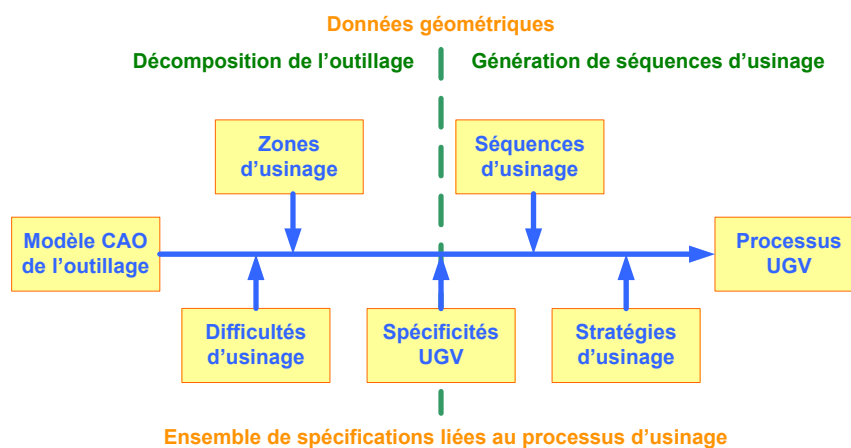 Données géométriques
Décomposition de l'outillage
Génération de séquences d'usinage
Zones
d'usinage
Séquences
d'usinage
Modèle CAO
de l'outillage
Processus
UGV
Difficultés
d'usinage
Spécificités
UGV
Stratégies
d'usinage
Ensemble de spécifications liées au processus d'usinage